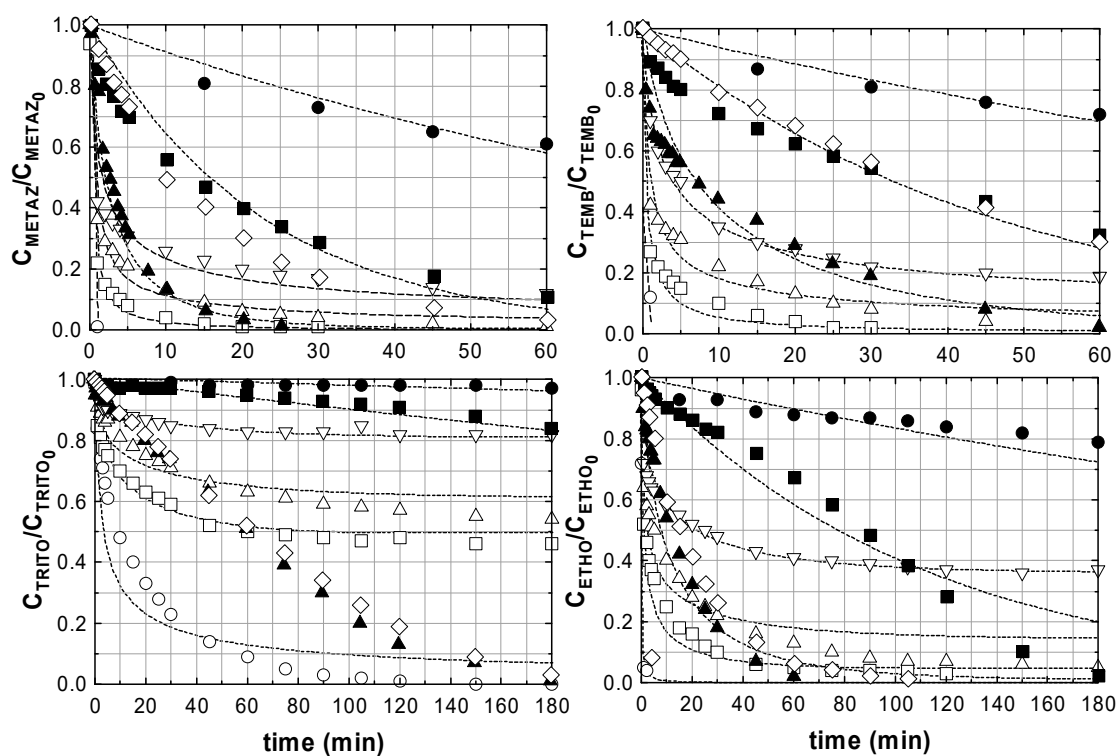 1.0
0.8
0.6
0.4
0.2
0.0
C_METAZ/C_METAZ_0
0 10 20 30 40 50 60
1.0
0.8
0.6
0.4
0.2
0.0
C_TEMB/C_TEMB_0
0 10 20 30 40 50 60
1.0
0.8
0.6
0.4
0.2
0.0
C_TRITO/C_TRITO_0
0 20 40 60 80 100 120 140 160 180
time (min)
1.0
0.8
0.6
0.4
0.2
0.0
C_ETHO/C_ETHO_0
0 20 40 60 80 100 120 140 160 180
time (min)